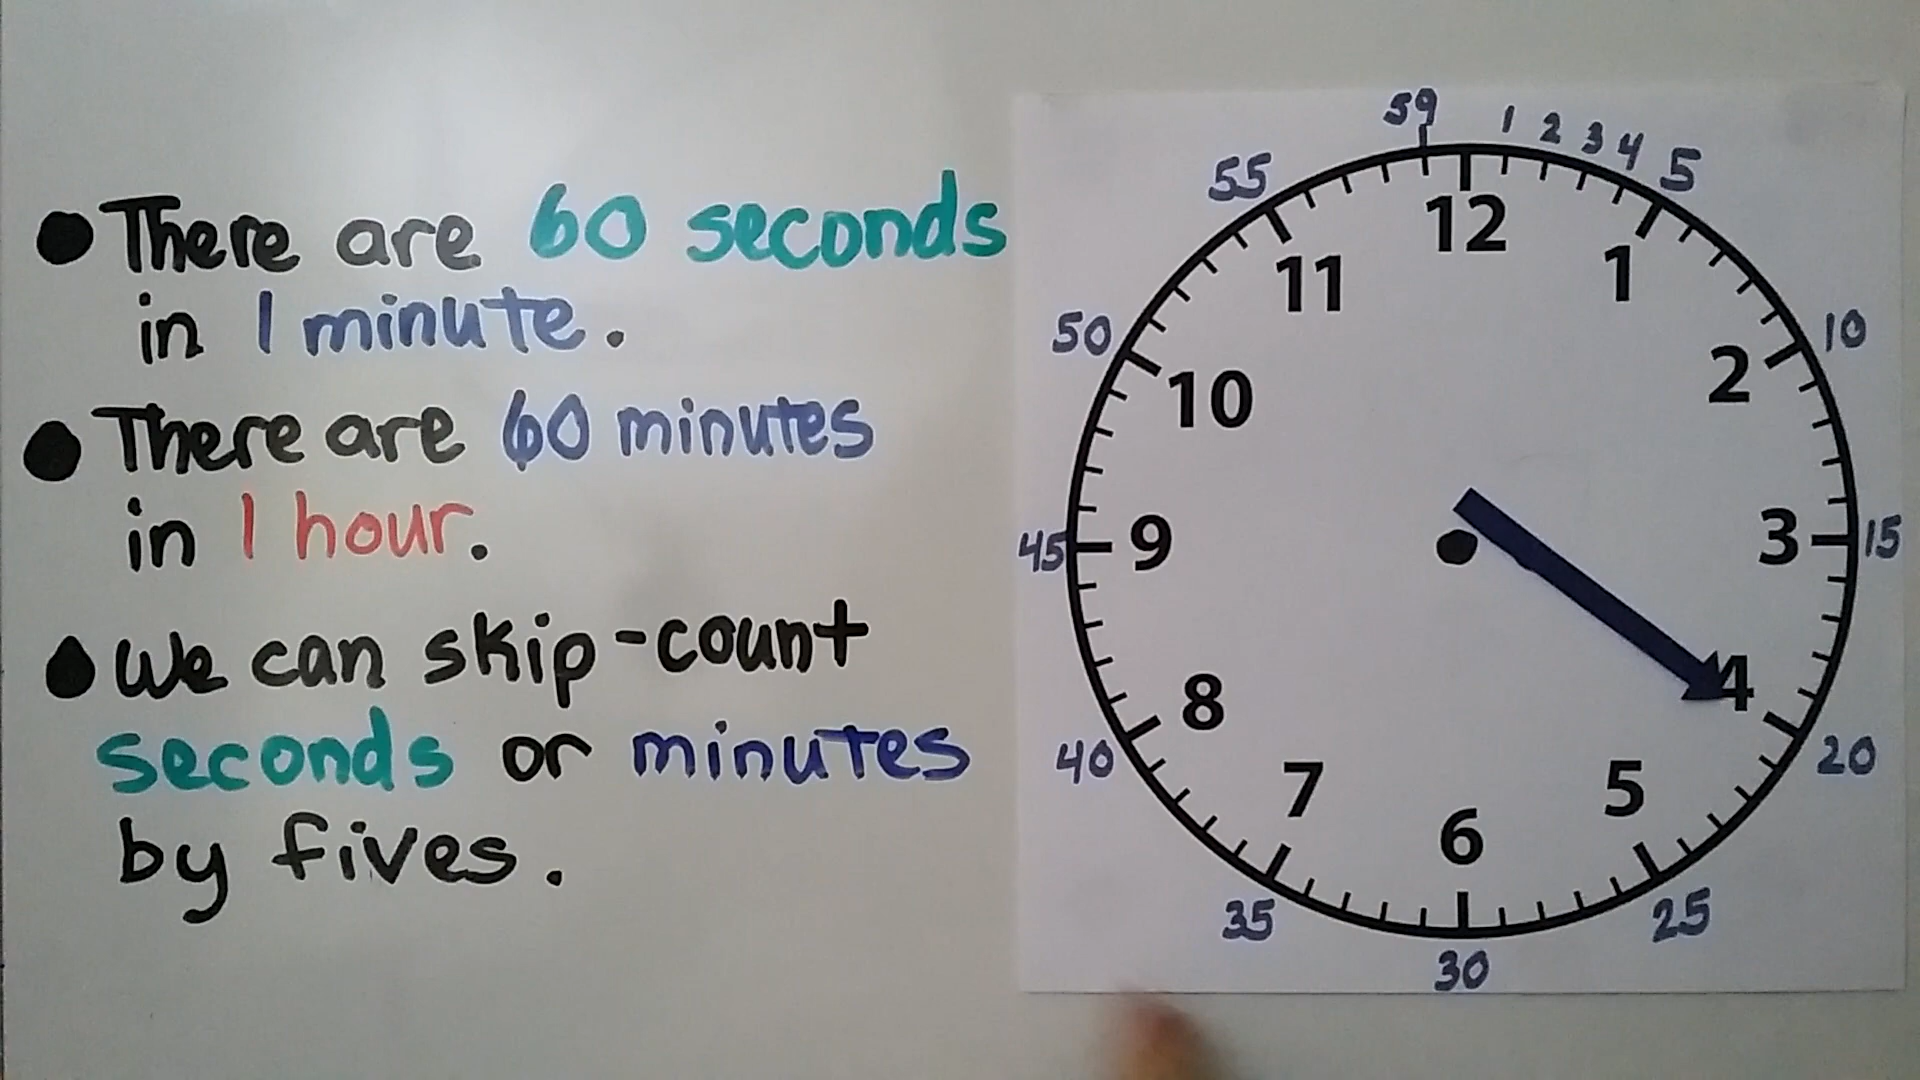 There are 60 seconds
in 1 minute.
There are 60 minutes
in 1 hour.
We can skip-count
seconds or minutes
by fives.
59 1 2 3 4 5
55
12
11 1
50 10
10 2
45 9 3 15
8 4
40 20
7 5
6
35 25
30